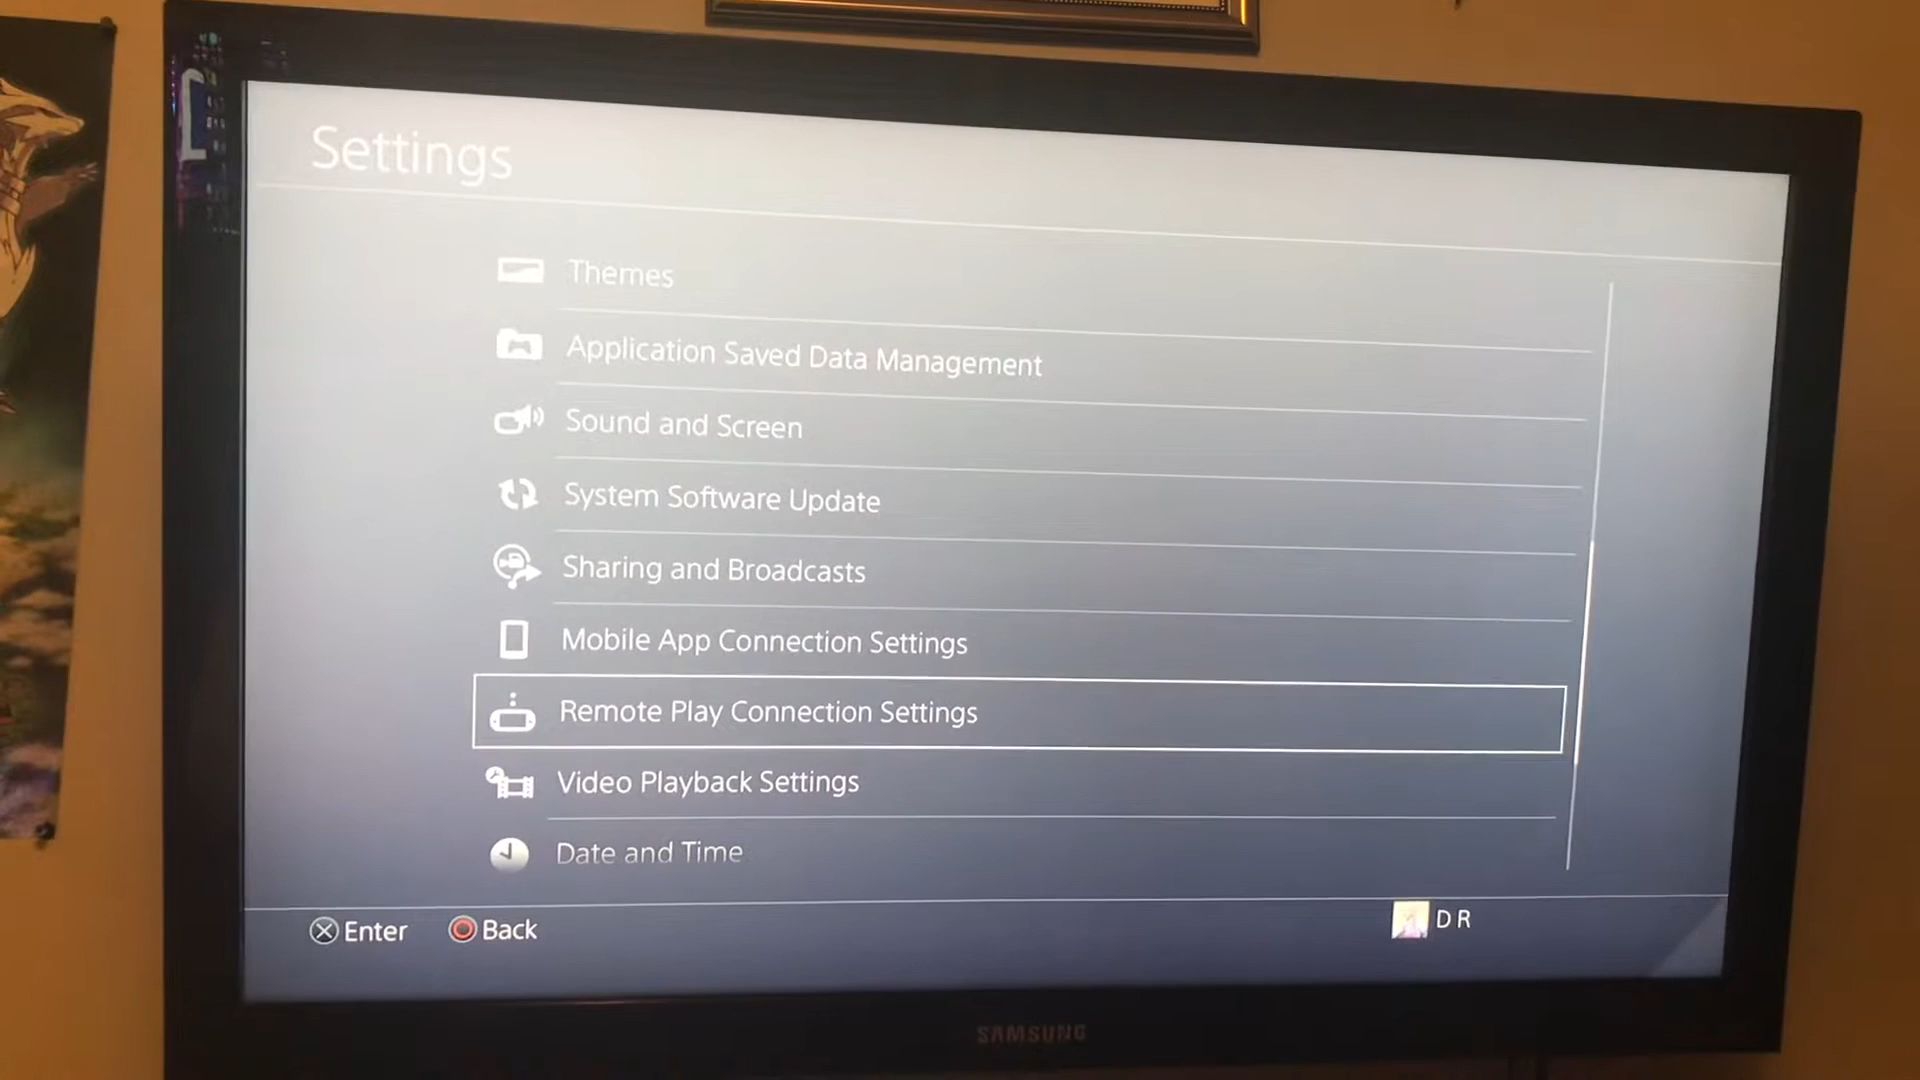 Settings
Themes
Application Saved Data Management
Sound and Screen
System Software Update
Sharing and Broadcasts
Mobile App Connection Settings
Remote Play Connection Settings
Video Playback Settings
Date and Time
Enter Back D R
SAMSUNG